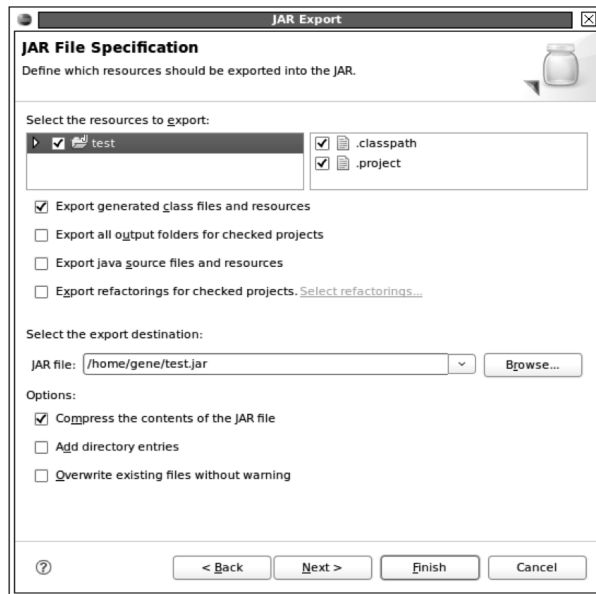 JAR Export
JAR File Specification
Define which resources should be exported into the JAR.
Select the resources to export:
test
.classpath
.project
Export generated class files and resources
Export all output folders for checked projects
Export java source files and resources
Export refactorings for checked projects. Select refactorings...
Select the export destination:
JAR file: /home/gene/test.jar Browse...
Options:
Compress the contents of the JAR file
Add directory entries
Overwrite existing files without warning
? < Back Next > Finish Cancel